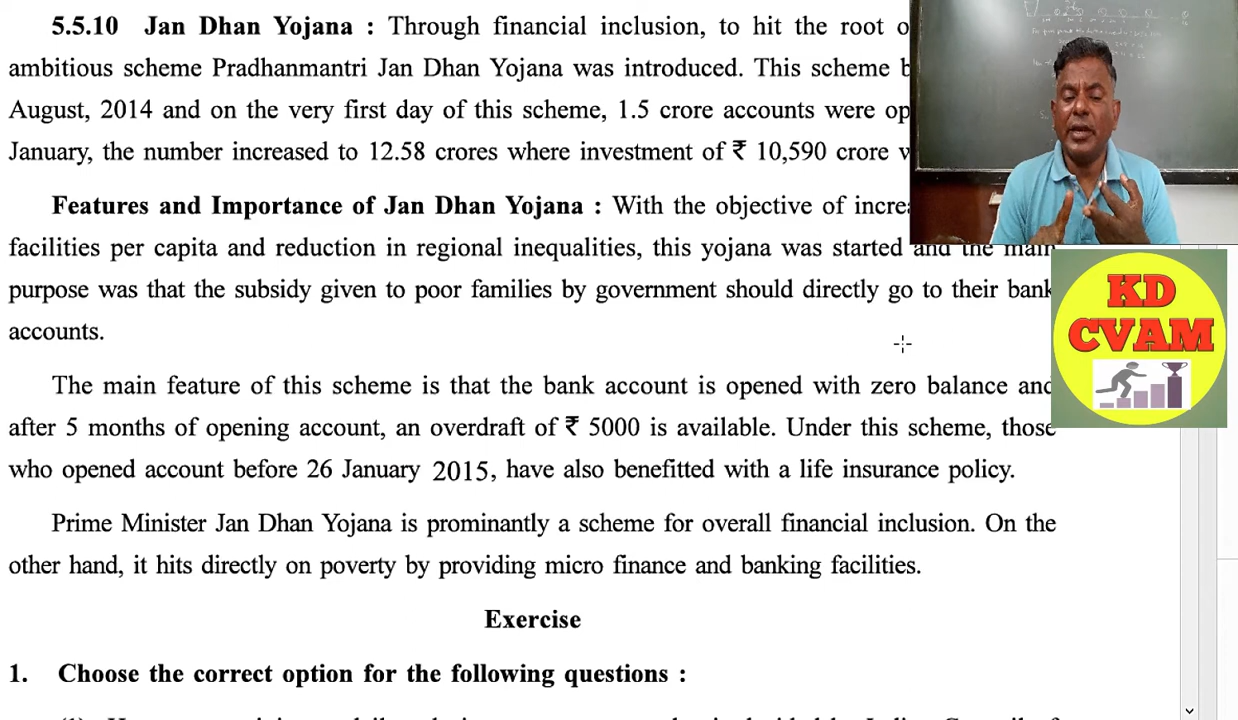 5.5.10 Jan Dhan Yojana : Through financial inclusion, to hit the root
ambitious scheme Pradhanmantri Jan Dhan Yojana was introduced. This scheme
August, 2014 and on the very first day of this scheme, 1.5 crore accounts were
January, the number increased to 12.58 crores where investment of ₹ 10,590 crore
Features and Importance of Jan Dhan Yojana : With the objective of
facilities per capita and reduction in regional inequalities, this yojana was started and the main
purpose was that the subsidy given to poor families by government should directly go to their bank
accounts.
The main feature of this scheme is that the bank account is opened with zero balance and
after 5 months of opening account, an overdraft of ₹ 5000 is available. Under this scheme, those
who opened account before 26 January 2015, have also benefitted with a life insurance policy.
Prime Minister Jan Dhan Yojana is prominantly a scheme for overall financial inclusion. On the
other hand, it hits directly on poverty by providing micro finance and banking facilities.
Exercise
1. Choose the correct option for the following questions :
KD
CVAM